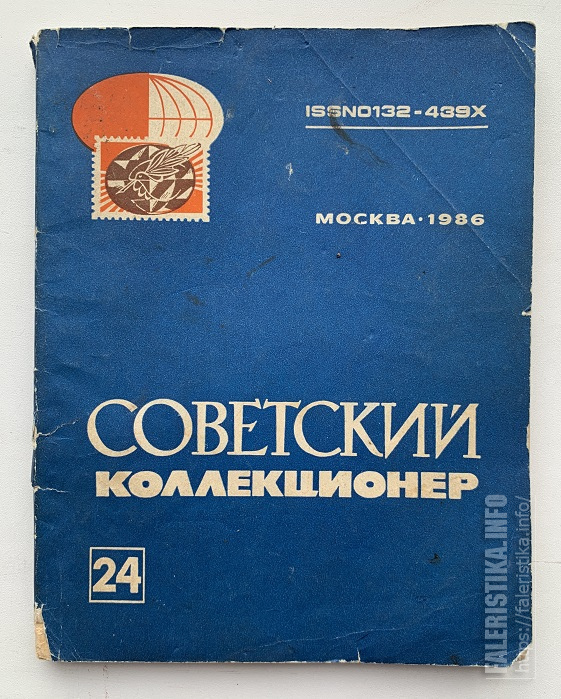 ISSN0132-439X
МОСКВА·1986
СОВЕТСКИЙ
КОЛЛЕКЦИОНЕР
24
FALERISTIKA.INFO
https://faleristika.info/